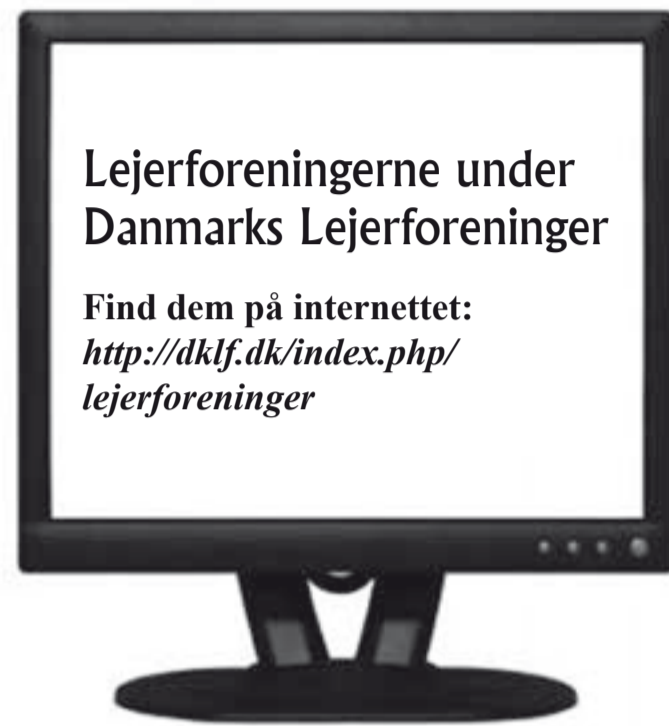 Lejerforeningerne under
Danmarks Lejerforeninger
Find dem på internettet:
http://dklf.dk/index.php/
lejerforeninger